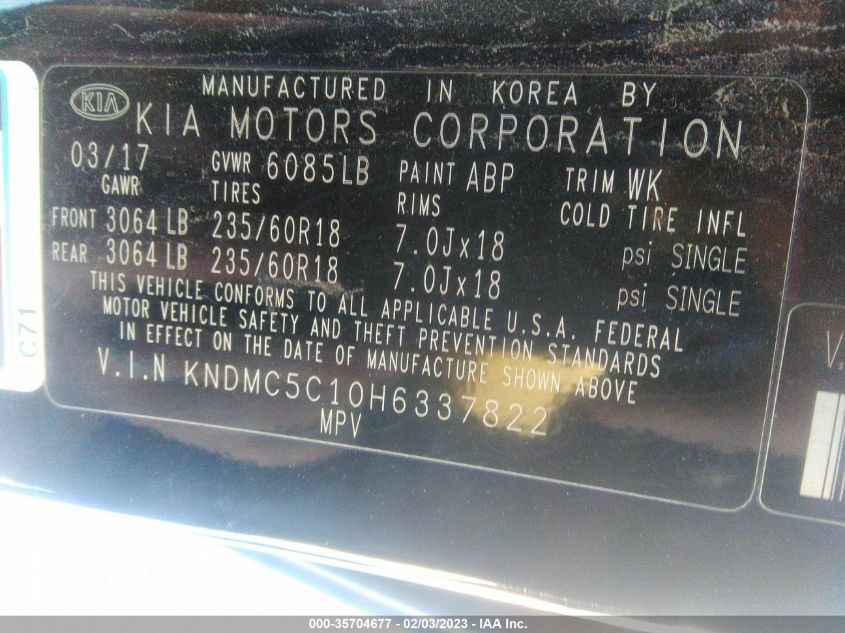 MANUFACTURED IN KOREA BY
KIA
KIA MOTORS CORPORATION
03/17 GVWR 6085LB PAINT ABP TRIM WK
GAWR TIRES RIMS COLD TIRE INFL
FRONT 3064 LB 235/60R18 7.0Jx18 psi SINGLE
REAR 3064 LB 235/60R18 7.0Jx18 psi SINGLE
THIS VEHICLE CONFORMS TO ALL APPLICABLE U.S.A. FEDERAL
MOTOR VEHICLE SAFETY AND THEFT PREVENTION STANDARDS
IN EFFECT ON THE DATE OF MANUFACTURE SHOWN ABOVE
V.I.N KNDMC5C10H6337822
MPV
C71
V.
000-35704677 - 02/03/2023 - IAA Inc.